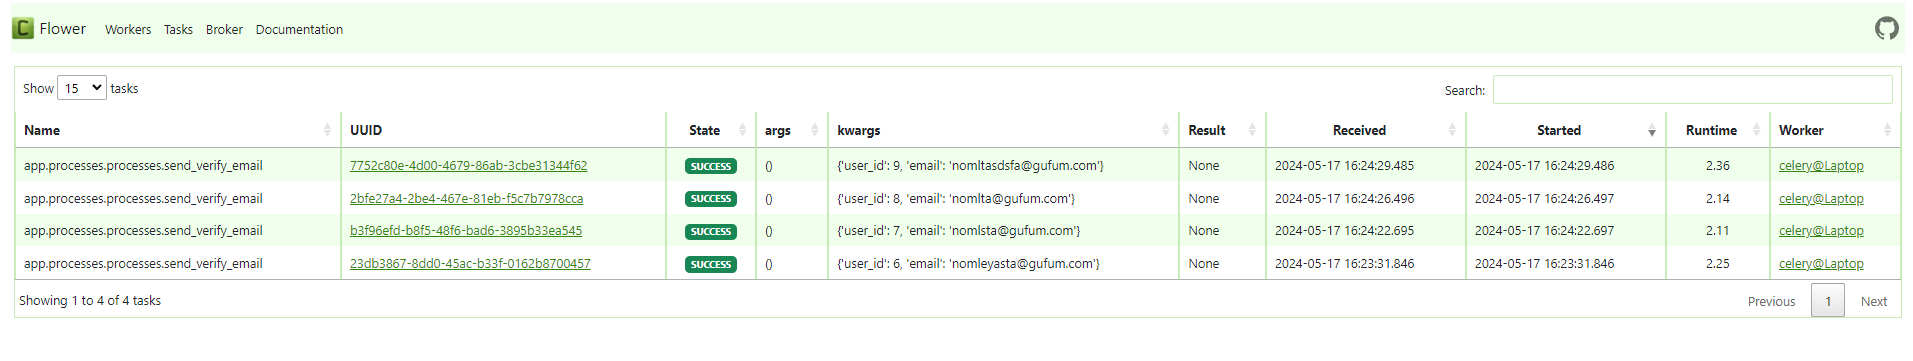 Flower Workers Tasks Broker Documentation
Show 15 tasks Search:
Name UUID State args kwargs Result Received Started Runtime Worker
app.processes.processes.send_verify_email 7752c80e-4d00-4679-86ab-3cbe31344f62 SUCCESS () {'user_id': 9, 'email': 'nomltasdsfa@gufum.com'} None 2024-05-17 16:24:29.485 2024-05-17 16:24:29.486 2.36 celery@Laptop
app.processes.processes.send_verify_email 2bfe27a4-2be4-467e-81eb-f5c7b7978cca SUCCESS () {'user_id': 8, 'email': 'nomlta@gufum.com'} None 2024-05-17 16:24:26.496 2024-05-17 16:24:26.497 2.14 celery@Laptop
app.processes.processes.send_verify_email b3f96efd-b8f5-48f6-bad6-3895b33ea545 SUCCESS () {'user_id': 7, 'email': 'nomlsta@gufum.com'} None 2024-05-17 16:24:22.695 2024-05-17 16:24:22.697 2.11 celery@Laptop
app.processes.processes.send_verify_email 23db3867-8dd0-45ac-b33f-0162b8700457 SUCCESS () {'user_id': 6, 'email': 'nomleyasta@gufum.com'} None 2024-05-17 16:23:31.846 2024-05-17 16:23:31.846 2.25 celery@Laptop
Showing 1 to 4 of 4 tasks Previous 1 Next